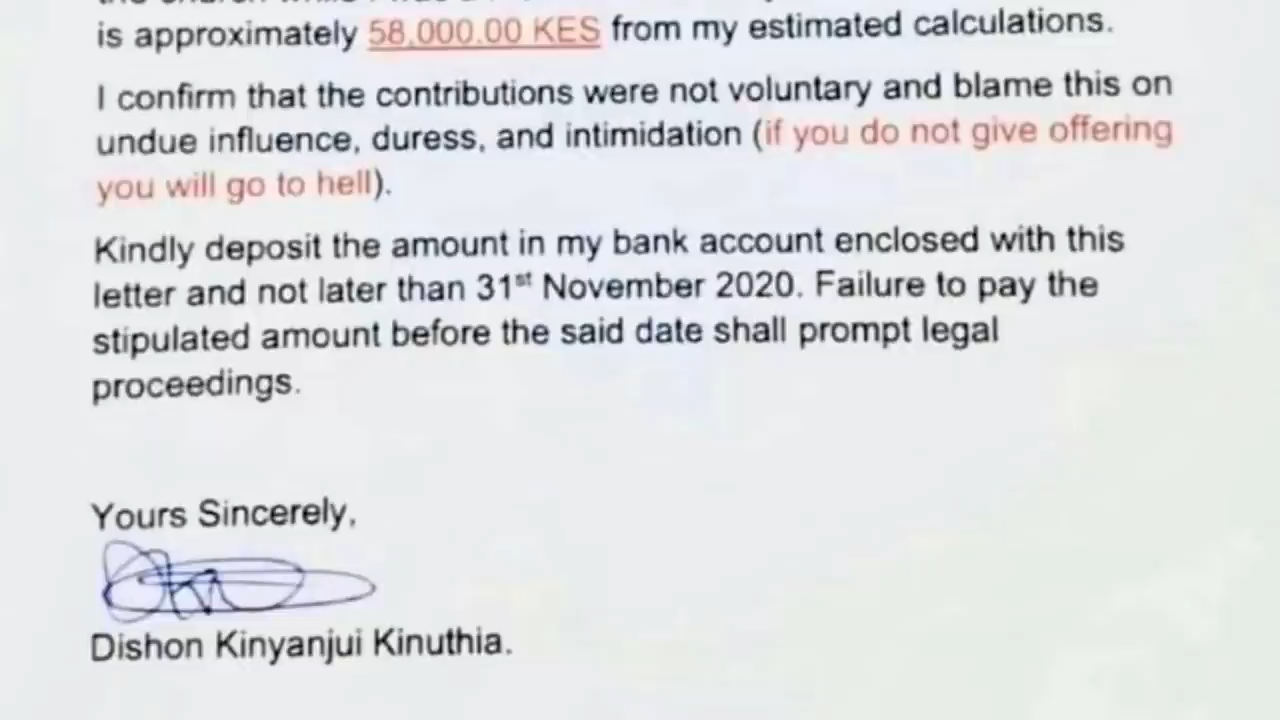 is approximately 58,000.00 KES from my estimated calculations.
I confirm that the contributions were not voluntary and blame this on
undue influence, duress, and intimidation (if you do not give offering
you will go to hell).
Kindly deposit the amount in my bank account enclosed with this
letter and not later than 31st November 2020. Failure to pay the
stipulated amount before the said date shall prompt legal
proceedings.
Yours Sincerely,
Dishon Kinyanjui Kinuthia.